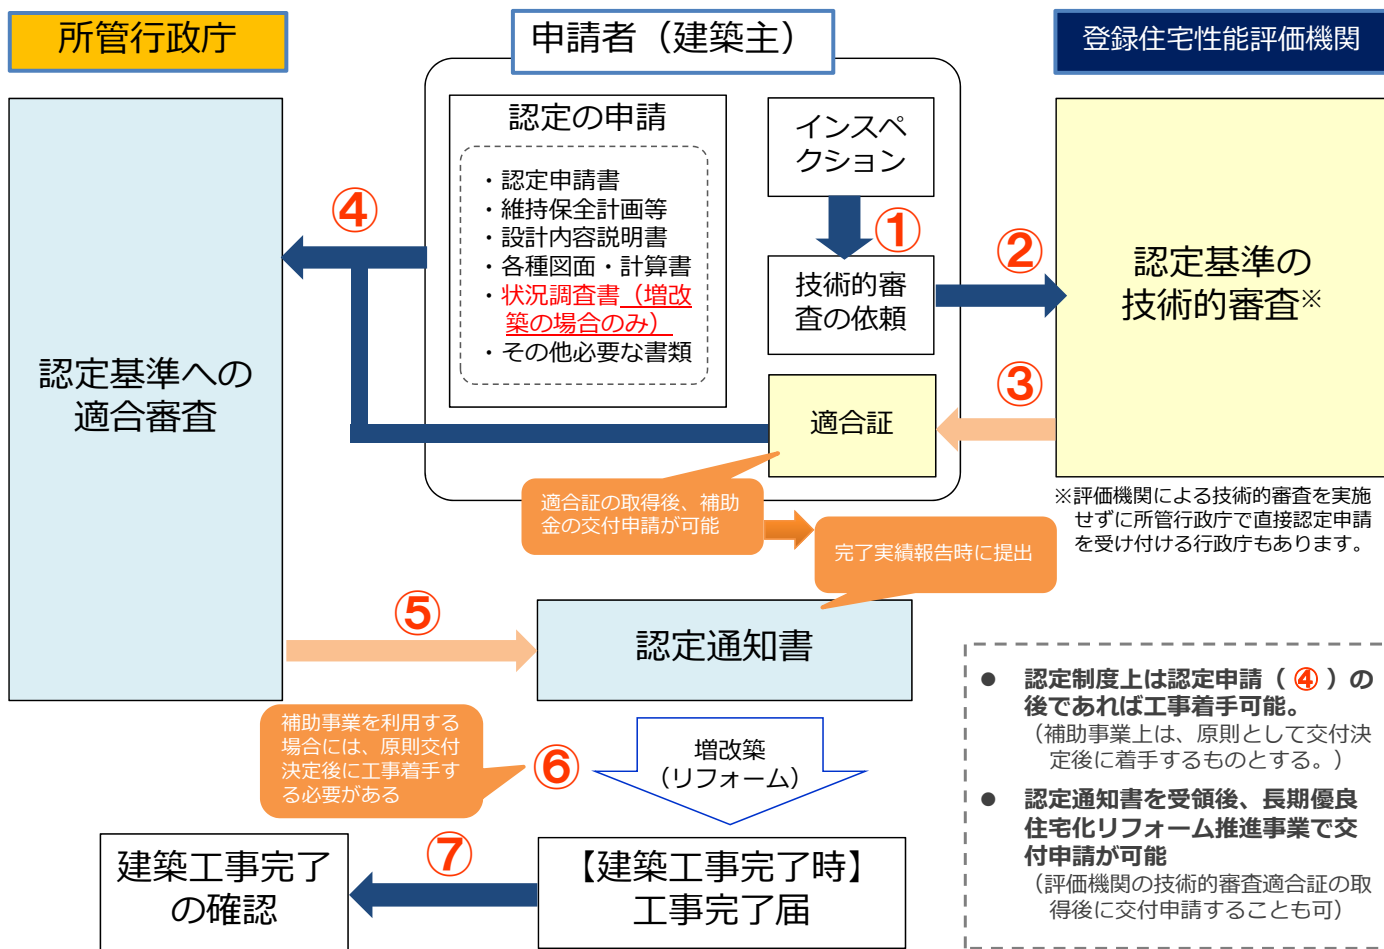 所管行政庁
申請者（建築主）
登録住宅性能評価機関
認定の申請
・認定申請書
・維持保全計画等
・設計内容説明書
・各種図面・計算書
・状況調査書（増改
築の場合のみ）
・その他必要な書類
インスペ
クション
①
技術的審
査の依頼
②
認定基準の
技術的審査※
③
適合証
④
認定基準への
適合審査
適合証の取得後、補助
金の交付申請が可能
完了実績報告時に提出
※評価機関による技術的審査を実施
せずに所管行政庁で直接認定申請
を受け付ける行政庁もあります。
⑤
認定通知書
補助事業を利用する
場合には、原則交付
決定後に工事着手す
る必要がある
⑥
増改築
（リフォーム）
⑦
【建築工事完了時】
工事完了届
建築工事完了
の確認
● 認定制度上は認定申請（ ④ ）の
後であれば工事着手可能。
（補助事業上は、原則として交付決
定後に着手するものとする。）
● 認定通知書を受領後、長期優良
住宅化リフォーム推進事業で交
付申請が可能
（評価機関の技術的審査適合証の取
得後に交付申請することも可）